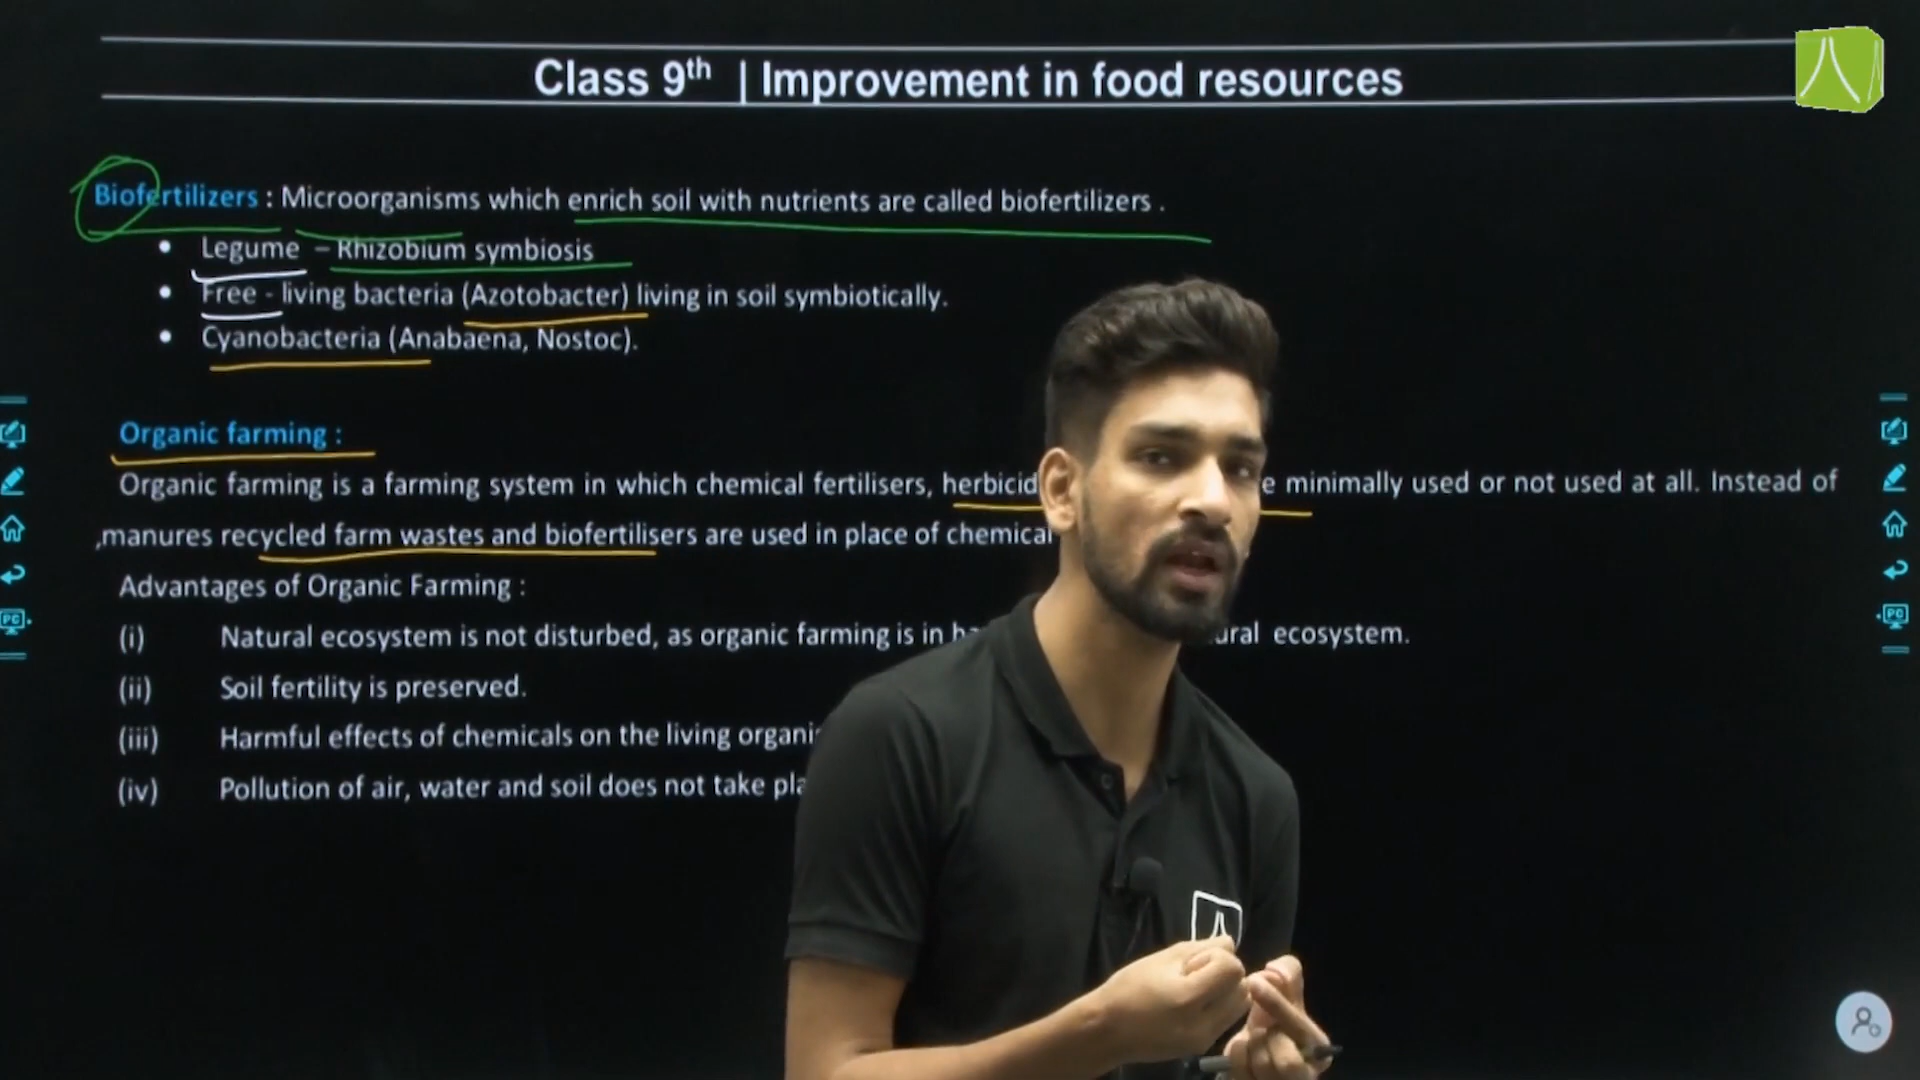 Class 9th | Improvement in food resources
Biofertilizers : Microorganisms which enrich soil with nutrients are called biofertilizers .
• Legume – Rhizobium symbiosis
• Free - living bacteria (Azotobacter) living in soil symbiotically.
• Cyanobacteria (Anabaena, Nostoc).
Organic farming :
Organic farming is a farming system in which chemical fertilisers, minimally used or not used at all. Instead of
,manures recycled farm wastes and biofertilisers are used in place of chemical
Advantages of Organic Farming :
(i) Natural ecosystem is not disturbed, as organic farming is in ecosystem.
(ii) Soil fertility is preserved.
(iii) Harmful effects of chemicals on the living
(iv) Pollution of air, water and soil does not take
PC
PC